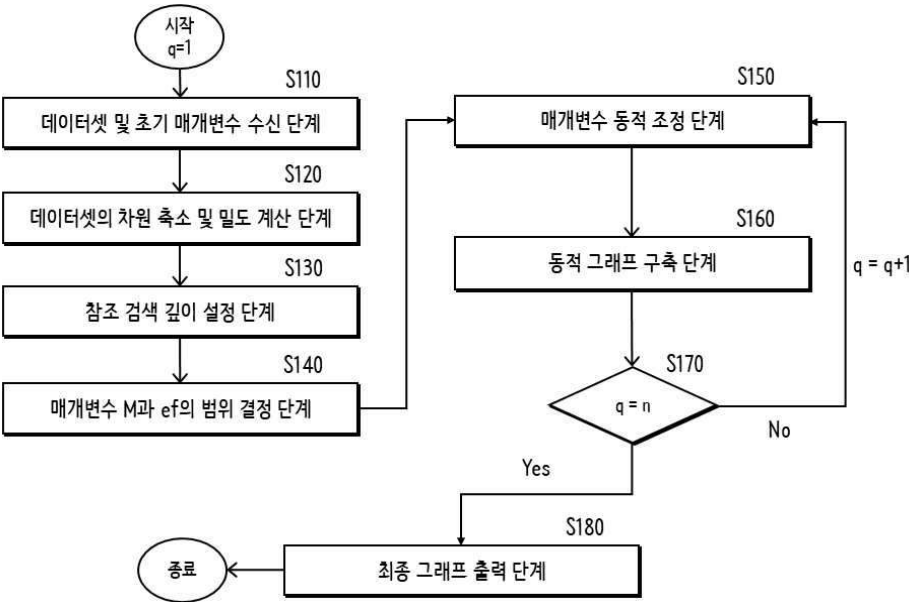 시작
q=1
S110
데이터셋 및 초기 매개변수 수신 단계
S120
데이터셋의 차원 축소 및 밀도 계산 단계
S130
참조 검색 깊이 설정 단계
S140
매개변수 M과 ef의 범위 결정 단계
S150
매개변수 동적 조정 단계
S160
동적 그래프 구축 단계
q = q+1
S170
q = n
No
Yes
S180
최종 그래프 출력 단계
종료